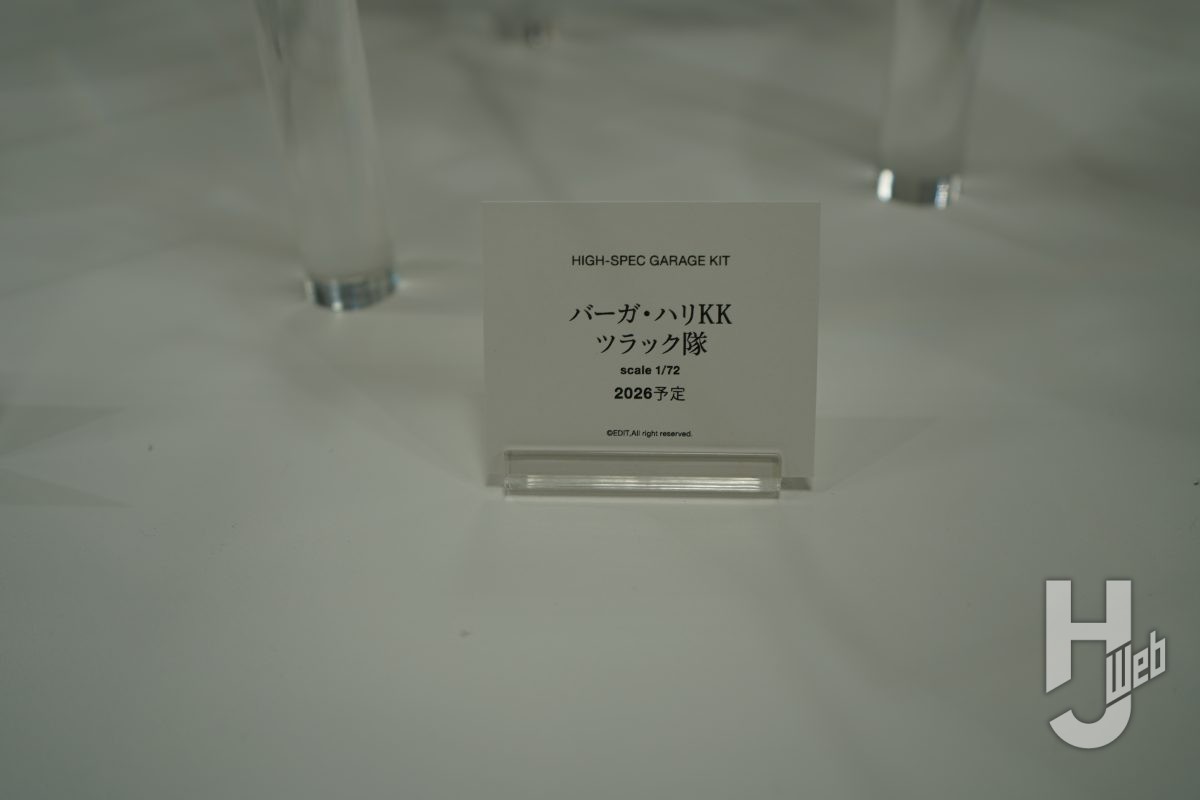 HIGH-SPEC GARAGE KIT
バーガ・ハリKK
ツラック隊
scale 1/72
2026予定
©EDIT,All right reserved.
HJ Web